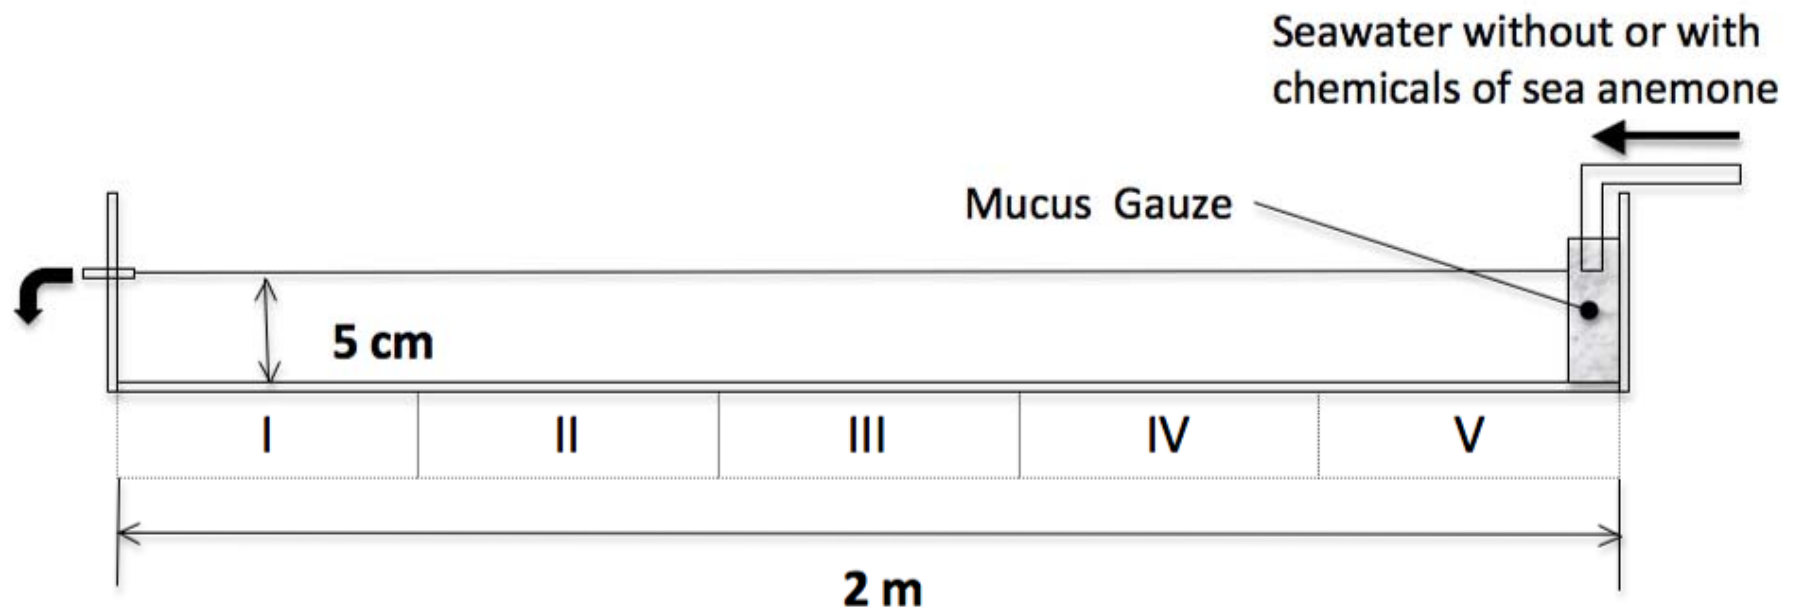 Seawater without or with
chemicals of sea anemone
Mucus Gauze
5 cm
I II III IV V
2 m